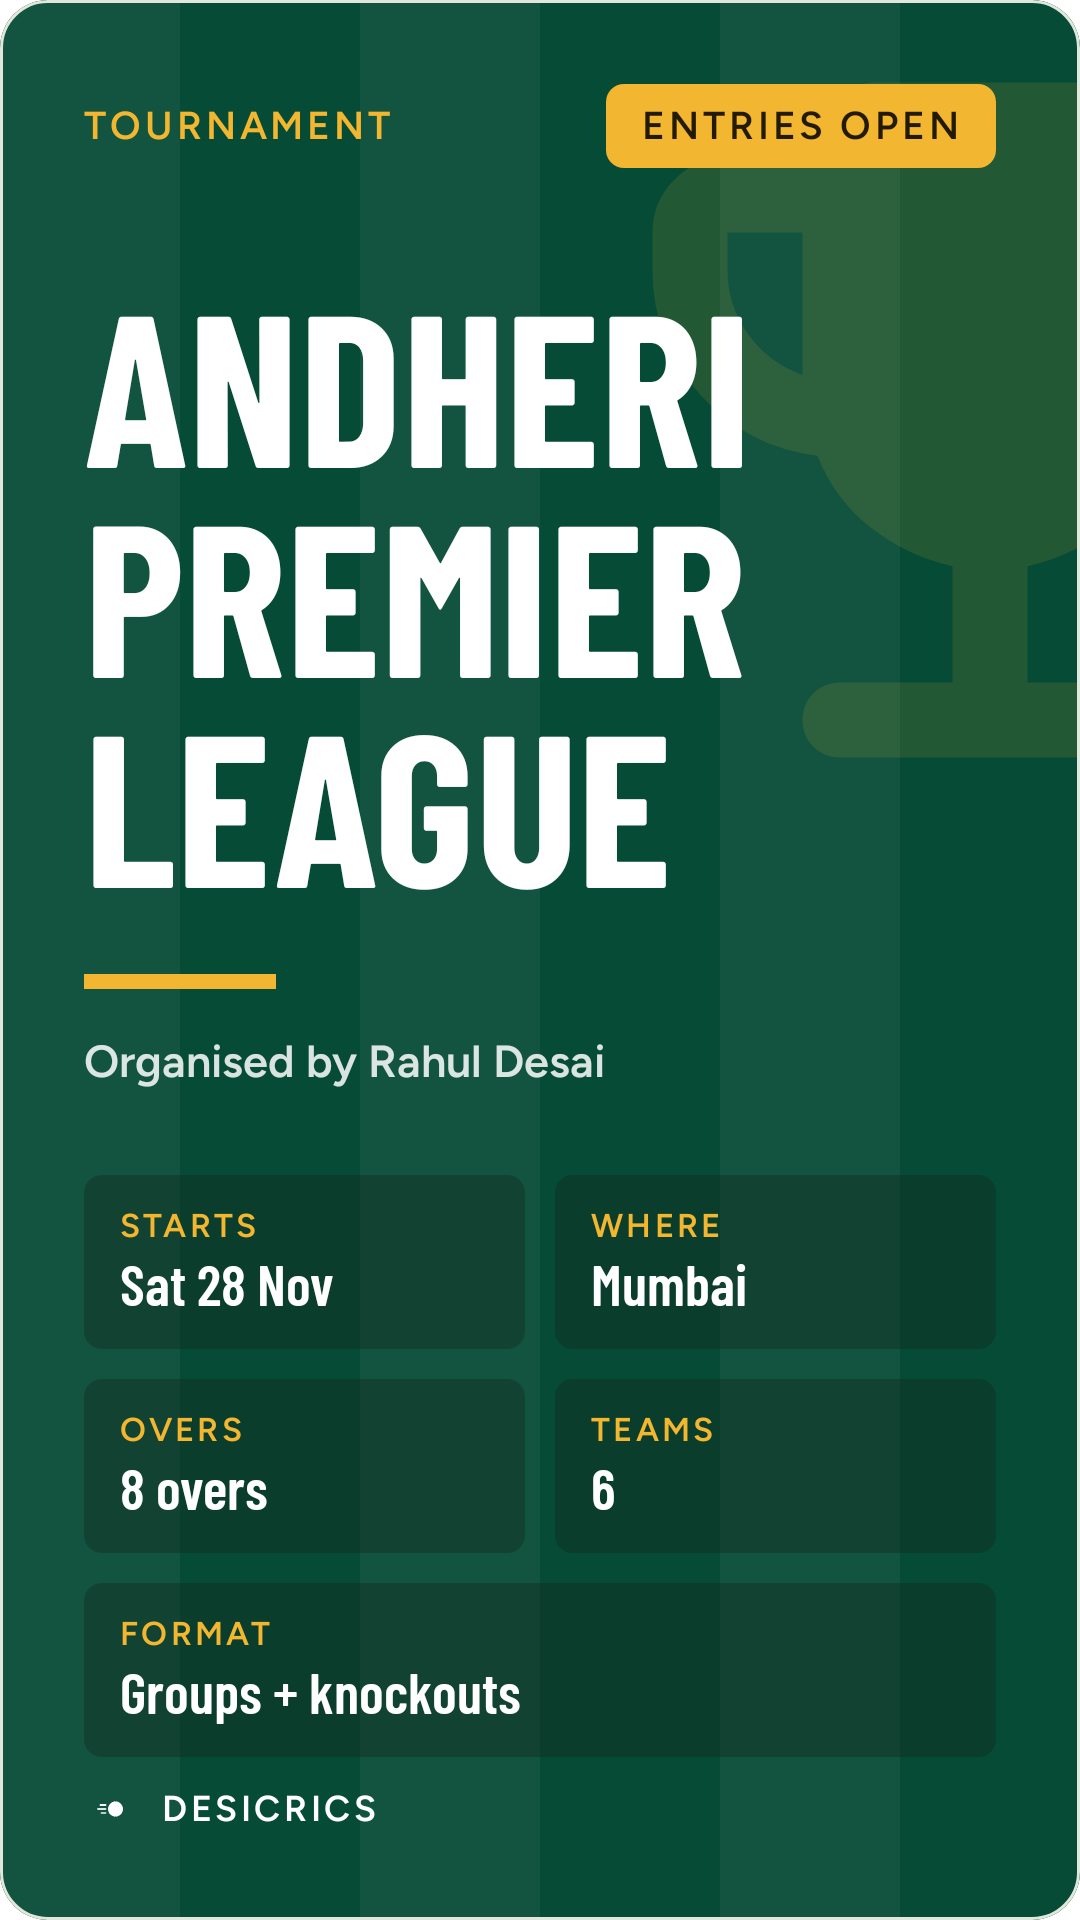 TOURNAMENT
ENTRIES OPEN
ANDHERI
PREMIER
LEAGUE
Organised by Rahul Desai
STARTS
Sat 28 Nov
WHERE
Mumbai
OVERS
8 overs
TEAMS
6
FORMAT
Groups + knockouts
DESICRICS